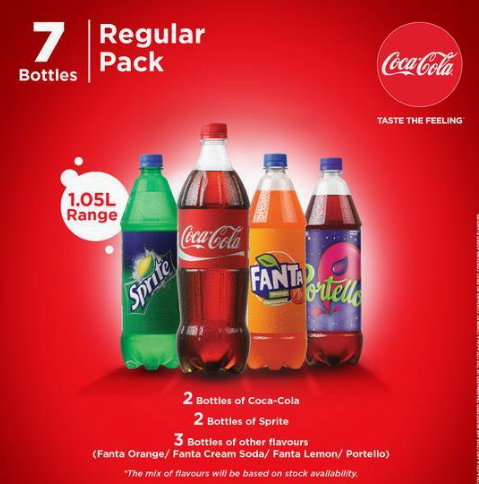 7
Bottles
Regular
Pack
Coca-Cola
TASTE THE FEELING
1.05L
Range
Sprite
Coca-Cola
FANTA
Portello
2 Bottles of Coca-Cola
2 Bottles of Sprite
3 Bottles of other flavours
(Fanta Orange/ Fanta Cream Soda/ Fanta Lemon/ Portello)
*The mix of flavours will be based on stock availability.